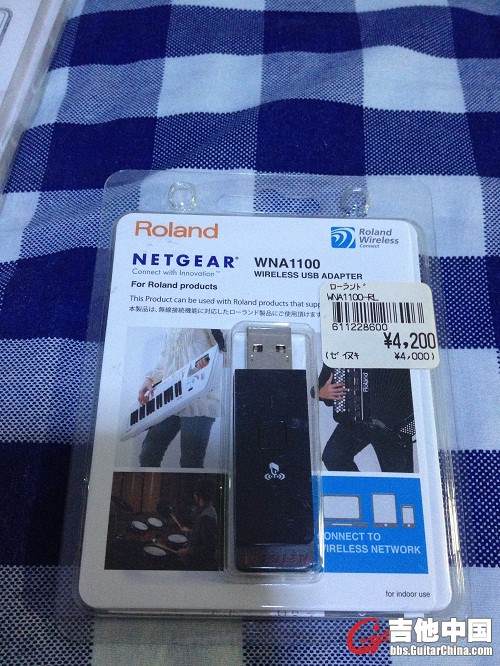 Roland
Roland
Wireless
Connect
NETGEAR® WNA1100
Connect with Innovation™ WIRELESS USB ADAPTER
For Roland products
This Product can be used with Roland products that
本製品は、無線接続機能に対応したローランド製品にご使用頂けます
ローランド
WNA1100-RL
611228600
¥4,200
(ゼイヌキ ¥4,000)
Roland
NETGEAR
CONNECT TO
WIRELESS NETWORK
for indoor use
吉他中国
bbs.GuitarChina.com